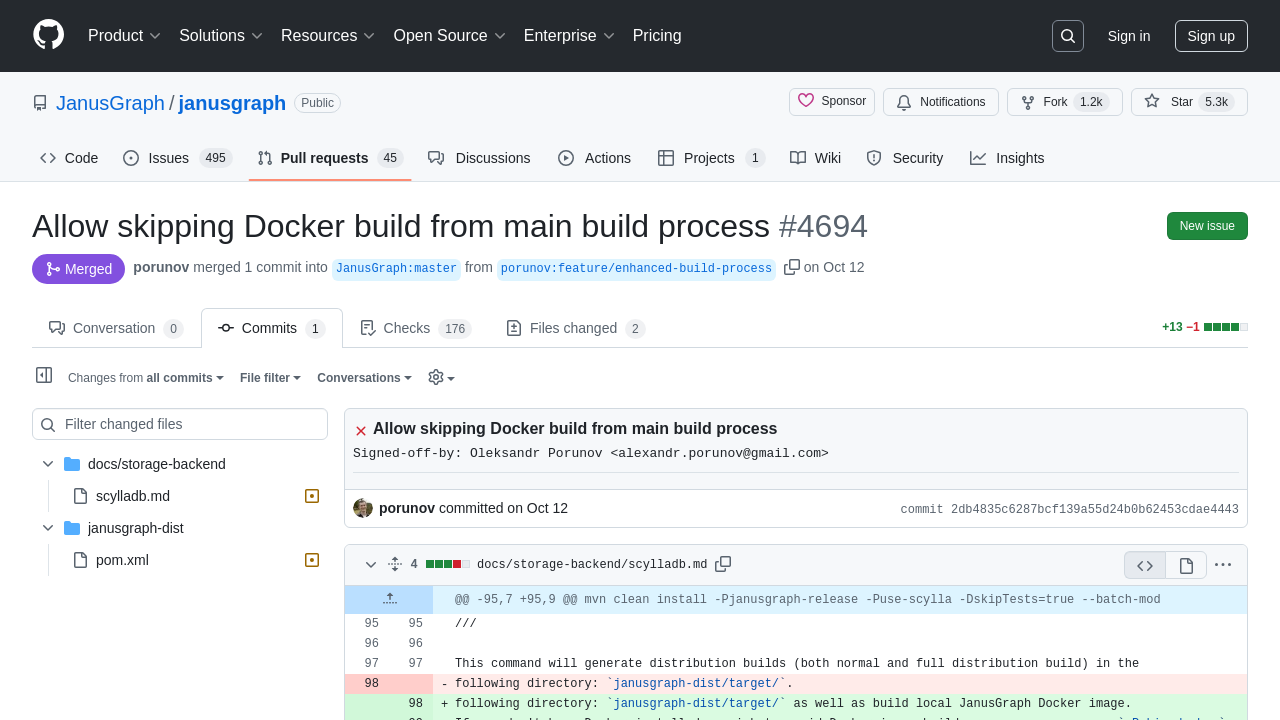 Product Solutions Resources Open Source Enterprise Pricing Sign in Sign up
JanusGraph / janusgraph Public Sponsor Notifications Fork 1.2k Star 5.3k
Code Issues 495 Pull requests 45 Discussions Actions Projects 1 Wiki Security Insights
Allow skipping Docker build from main build process #4694 New issue
Merged porunov merged 1 commit into JanusGraph:master from porunov:feature/enhanced-build-process on Oct 12
Conversation 0 Commits 1 Checks 176 Files changed 2 +13 −1
Changes from all commits File filter Conversations
Filter changed files
docs/storage-backend
scylladb.md
janusgraph-dist
pom.xml
Allow skipping Docker build from main build process
Signed-off-by: Oleksandr Porunov <alexandr.porunov@gmail.com>
porunov committed on Oct 12 commit 2db4835c6287bcf139a55d24b0b62453cdae4443
4 docs/storage-backend/scylladb.md
@@ -95,7 +95,9 @@ mvn clean install -Pjanusgraph-release -Puse-scylla -DskipTests=true --batch-mod
95 95 ///
96 96
97 97 This command will generate distribution builds (both normal and full distribution build) in the
98 - following directory: `janusgraph-dist/target/`.
98 + following directory: `janusgraph-dist/target/` as well as build local JanusGraph Docker image.